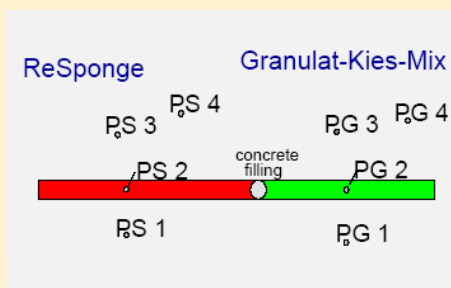 ReSponge
Granulat-Kies-Mix
PS 3
PS 4
PG 3
PG 4
concrete
filling
PS 2
PG 2
PS 1
PG 1